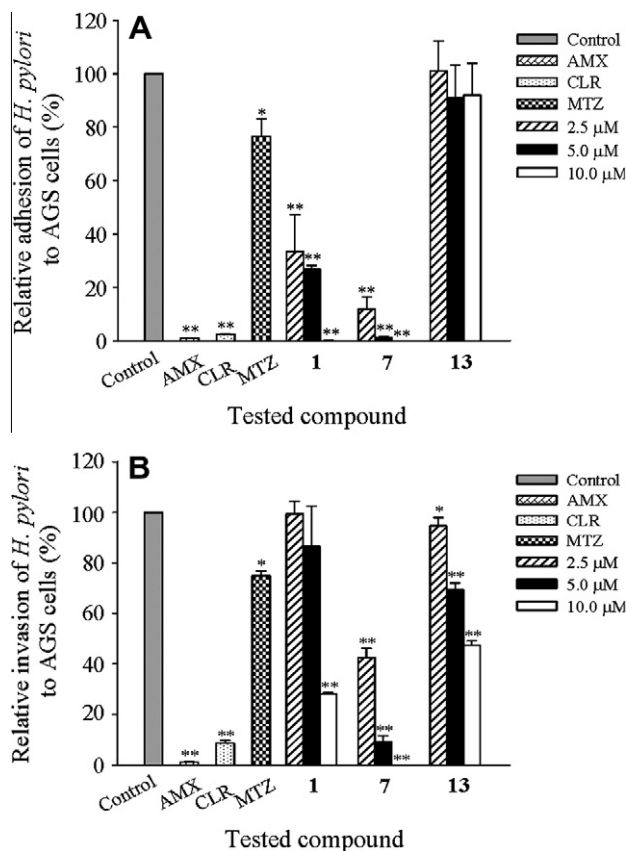 A
Relative adhesion of H. pylori
to AGS cells (%)
120
100
80
60
40
20
0
*
**
**
**
**
**
**
**
**
Control
AMX
CLR
MTZ
1
7
13
Tested compound
Control
AMX
CLR
MTZ
2.5 μM
5.0 μM
10.0 μM
B
Relative invasion of H. pylori
to AGS cells (%)
120
100
80
60
40
20
0
**
**
*
**
**
**
**
*
**
**
Control
AMX
CLR
MTZ
1
7
13
Tested compound
Control
AMX
CLR
MTZ
2.5 μM
5.0 μM
10.0 μM